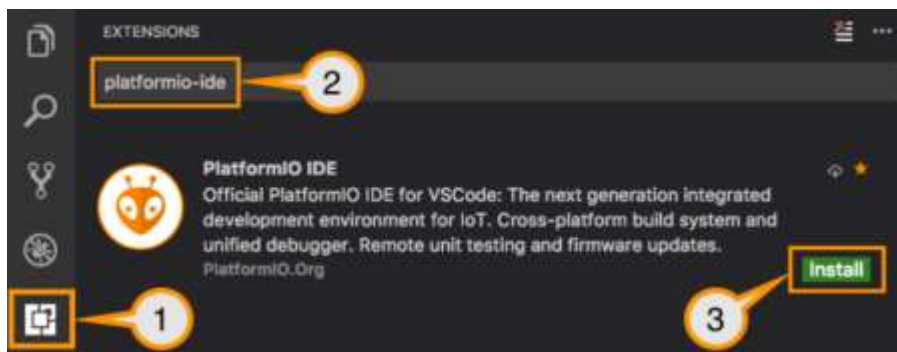 EXTENSIONS
platformio-ide
2
PlatformIO IDE
Official PlatformIO IDE for VSCode: The next generation integrated
development environment for IoT. Cross-platform build system and
unified debugger. Remote unit testing and firmware updates.
PlatformIO.Org
Install
1
3